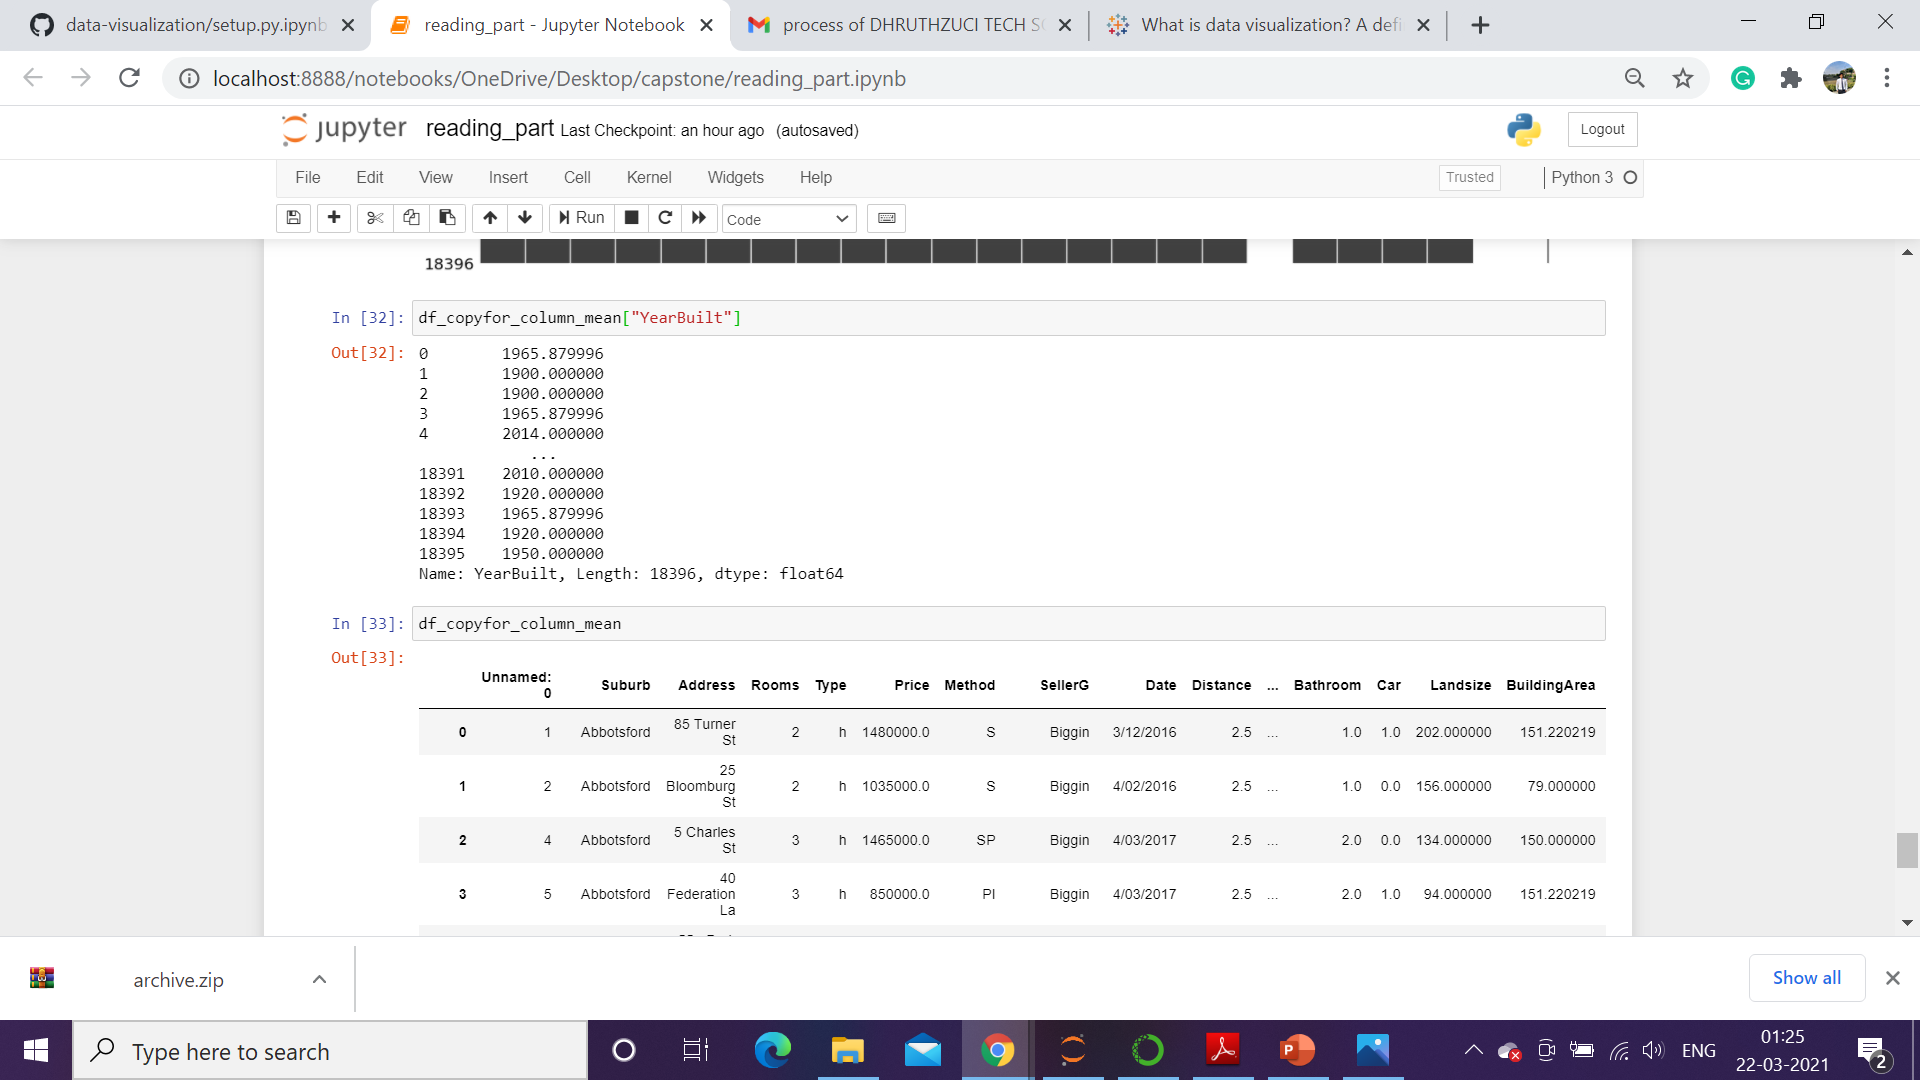 data-visualization/setup.py.ipynb
reading_part - Jupyter Notebook
process of DHRUTHZUCI TECH S
What is data visualization? A defi
localhost:8888/notebooks/OneDrive/Desktop/capstone/reading_part.ipynb
jupyter reading_part Last Checkpoint: an hour ago (autosaved)
Logout
File Edit View Insert Cell Kernel Widgets Help
Trusted
Python 3
Run
Code
18396
In [32]: df_copyfor_column_mean["YearBuilt"]
Out[32]: 0 1965.879996
1 1900.000000
2 1900.000000
3 1965.879996
4 2014.000000
...
18391 2010.000000
18392 1920.000000
18393 1965.879996
18394 1920.000000
18395 1950.000000
Name: YearBuilt, Length: 18396, dtype: float64
In [33]: df_copyfor_column_mean
Out[33]:
Unnamed: 0 Suburb Address Rooms Type Price Method SellerG Date Distance ... Bathroom Car Landsize BuildingArea
0 1 Abbotsford 85 Turner St 2 h 1480000.0 S Biggin 3/12/2016 2.5 ... 1.0 1.0 202.000000 151.220219
1 2 Abbotsford 25 Bloomburg St 2 h 1035000.0 S Biggin 4/02/2016 2.5 ... 1.0 0.0 156.000000 79.000000
2 4 Abbotsford 5 Charles St 3 h 1465000.0 SP Biggin 4/03/2017 2.5 ... 2.0 0.0 134.000000 150.000000
3 5 Abbotsford 40 Federation La 3 h 850000.0 PI Biggin 4/03/2017 2.5 ... 2.0 1.0 94.000000 151.220219
archive.zip
Show all
Type here to search
ENG
01:25
22-03-2021
2